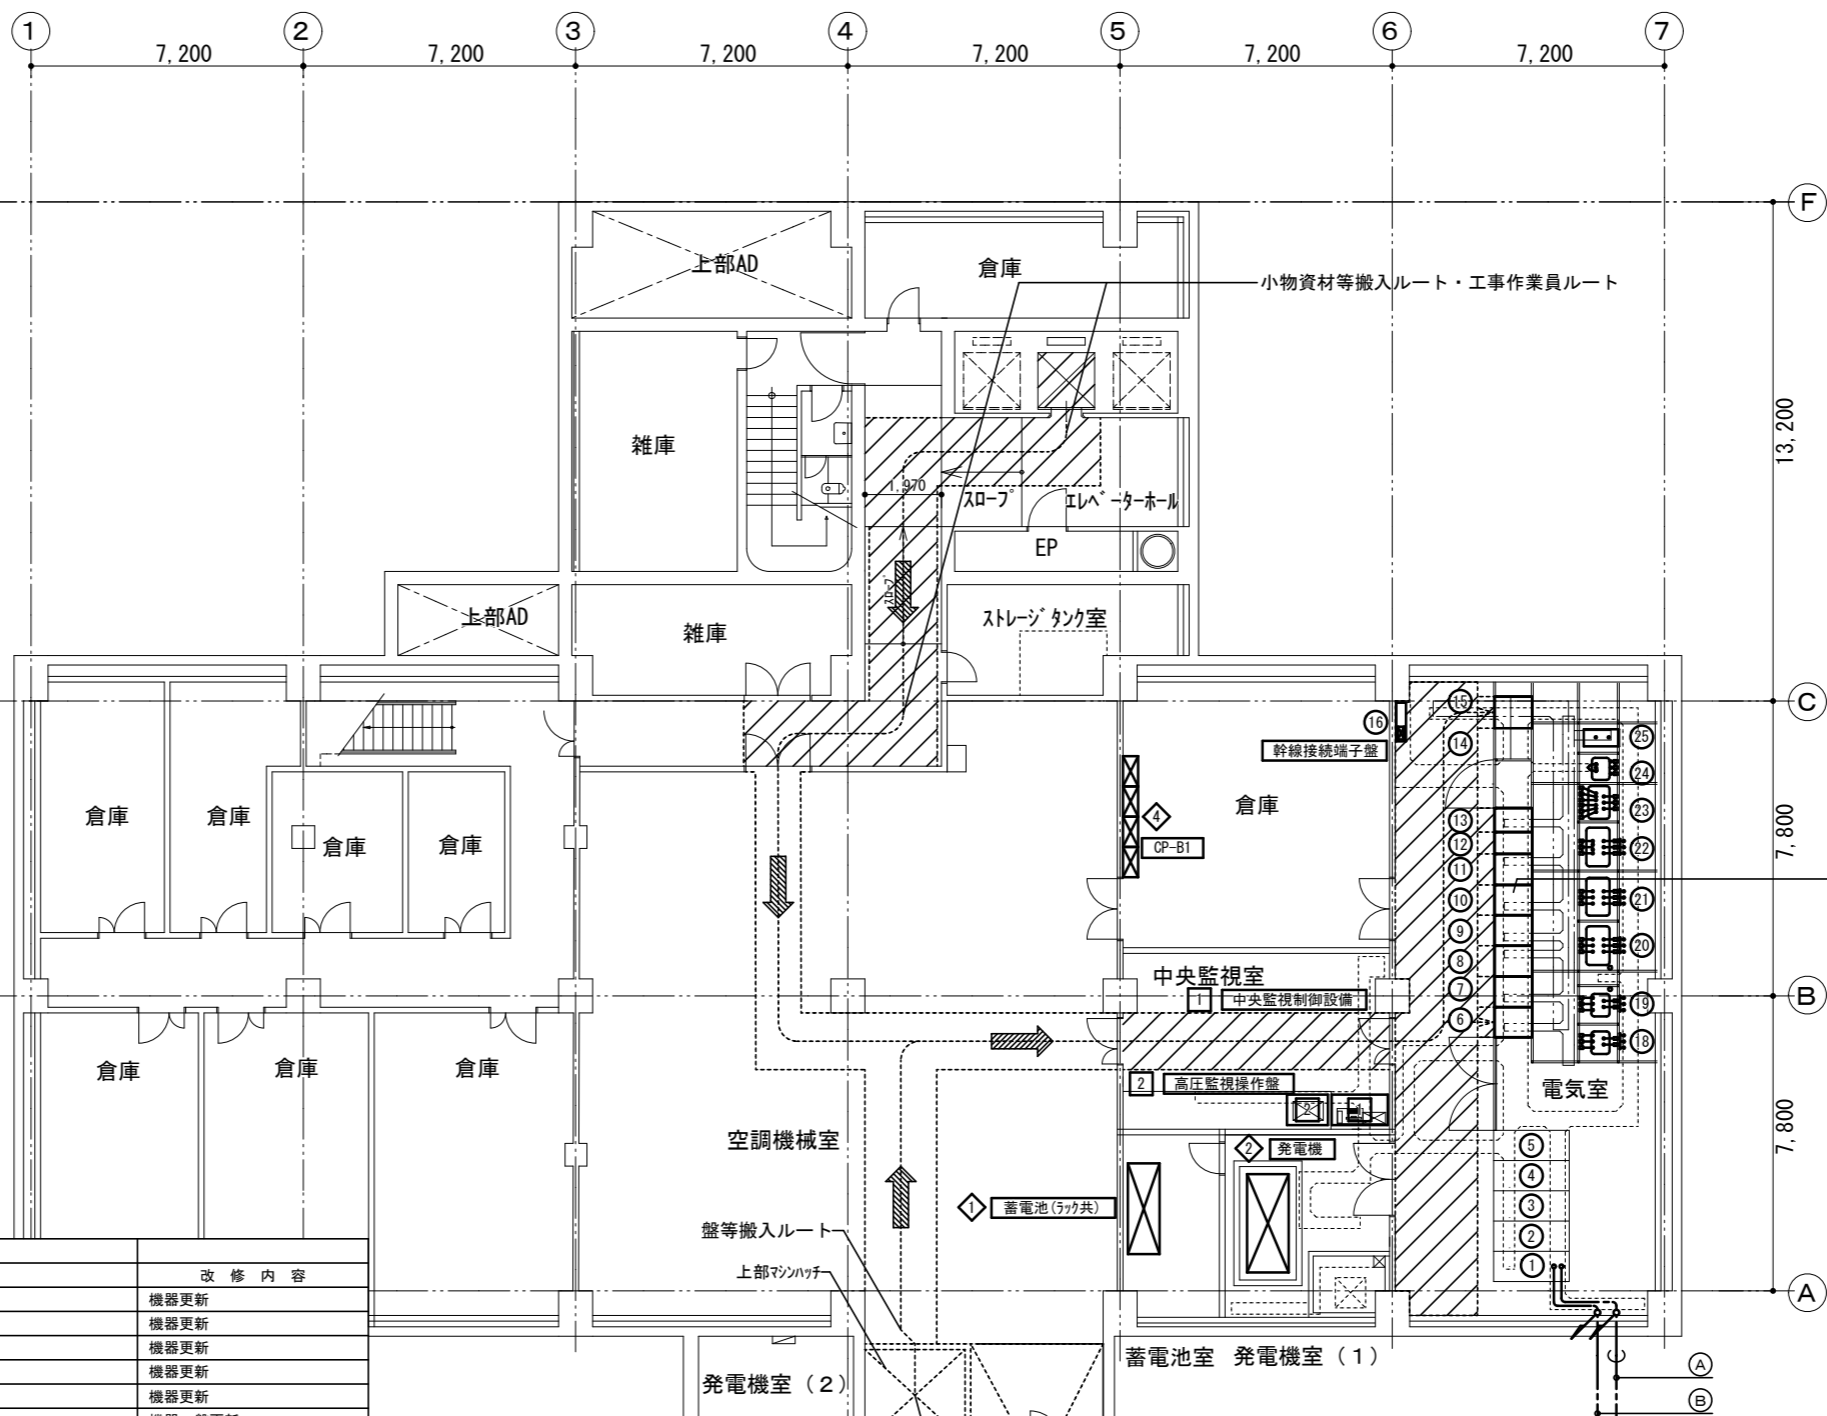 ① ② ③ ④ ⑤ ⑥ ⑦
7,200 7,200 7,200 7,200 7,200 7,200
F
上部AD
倉庫
小物資材等搬入ルート・工事作業員ルート
13,200
雑庫
1,970
スロープ
エレベーターホール
EP
スロープ
上部AD
雑庫
ストレージタンク室
C
⑮
⑯
幹線接続端子盤
⑭
㉕
㉔
倉庫
倉庫
倉庫
倉庫
4
CP-B1
倉庫
⑬
⑫
⑪
⑩
⑨
⑧
⑦
⑥
㉓
㉒
㉑
⑳
⑲
⑱
7,800
中央監視室
1 中央監視制御設備
B
倉庫
倉庫
倉庫
2 高圧監視操作盤
2
電気室
空調機械室
2 発電機
⑤
④
③
②
①
7,800
1 蓄電池(ラック共)
盤等搬入ルート
上部マシンハッチ
A
改修内容
機器更新
機器更新
機器更新
機器更新
機器更新
発電機室(2)
蓄電池室 発電機室(1)
Ⓐ
Ⓑ